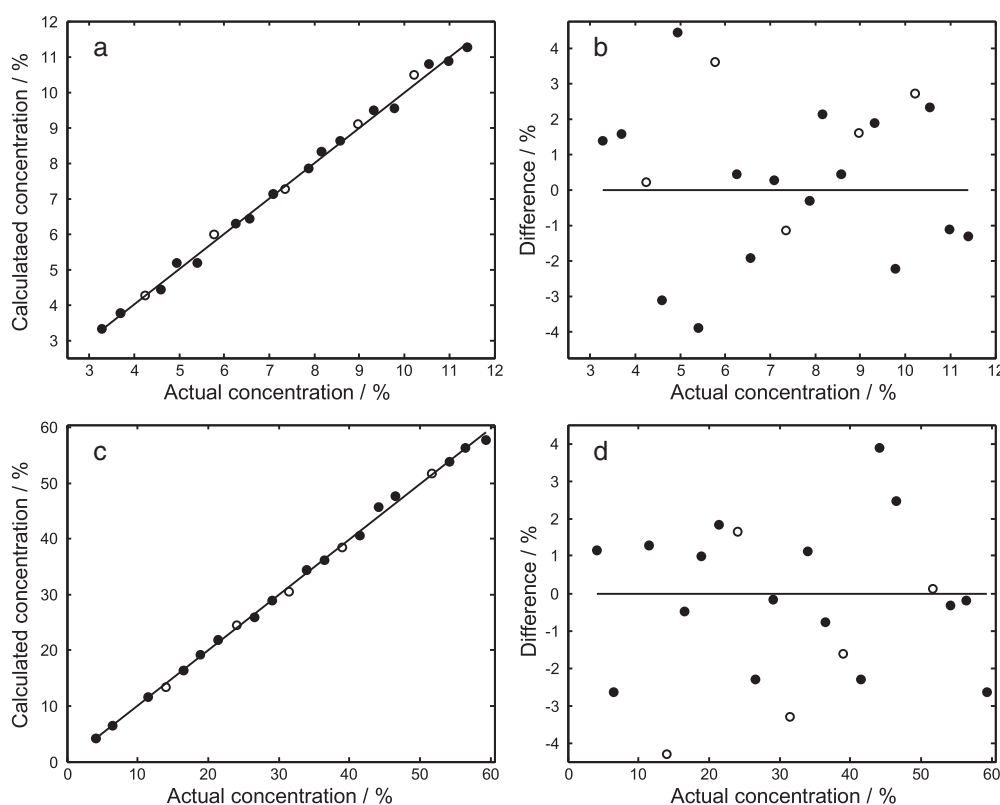 a
12
11
10
9
8
7
6
5
4
3
Calculataed concentration / %
3 4 5 6 7 8 9 10 11 12
Actual concentration / %
b
4
3
2
1
0
-1
-2
-3
-4
Difference / %
3 4 5 6 7 8 9 10 11 12
Actual concentration / %
c
60
50
40
30
20
10
0
Calculated concentration / %
0 10 20 30 40 50 60
Actual concentration / %
d
4
3
2
1
0
-1
-2
-3
-4
Difference / %
0 10 20 30 40 50 60
Actual concentration / %